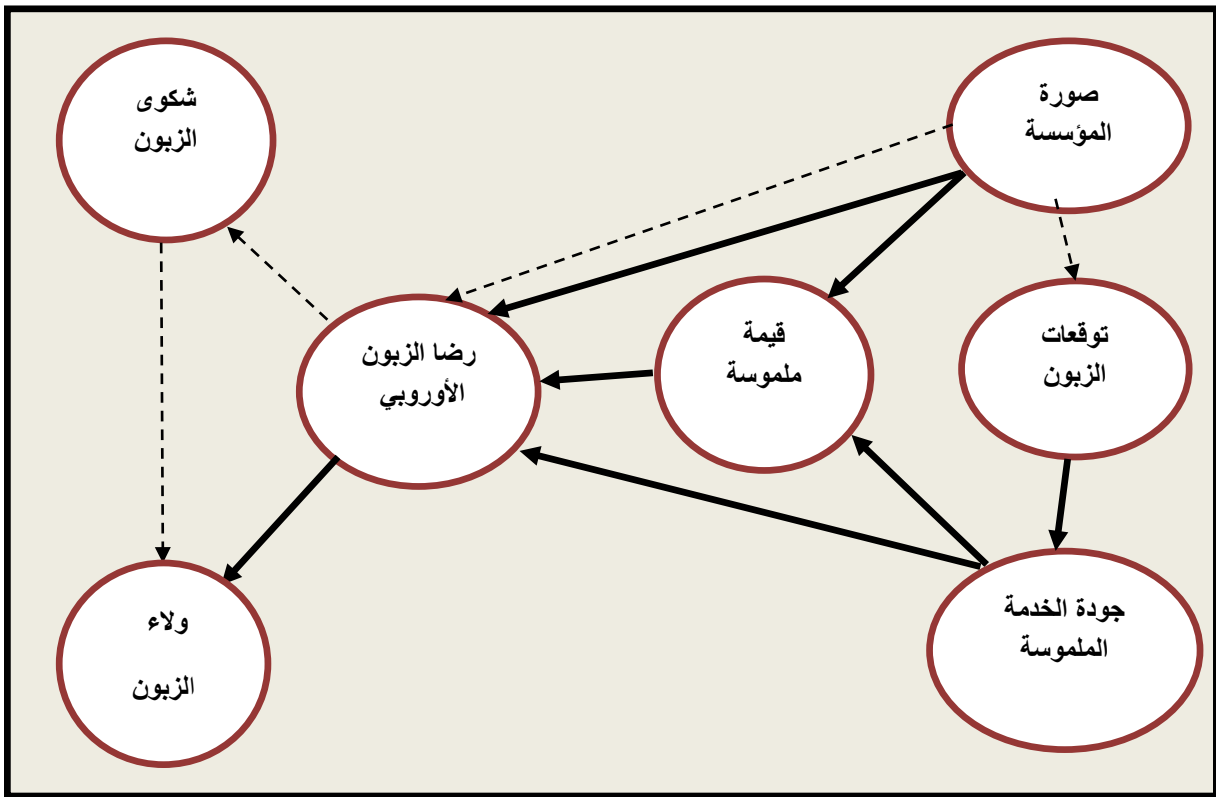 صورة
المؤسسة
شكوى
الزبون
توقعات
الزبون
قيمة
ملموسة
رضا الزبون
الأوروبي
جودة الخدمة
الملموسة
ولاء
الزبون